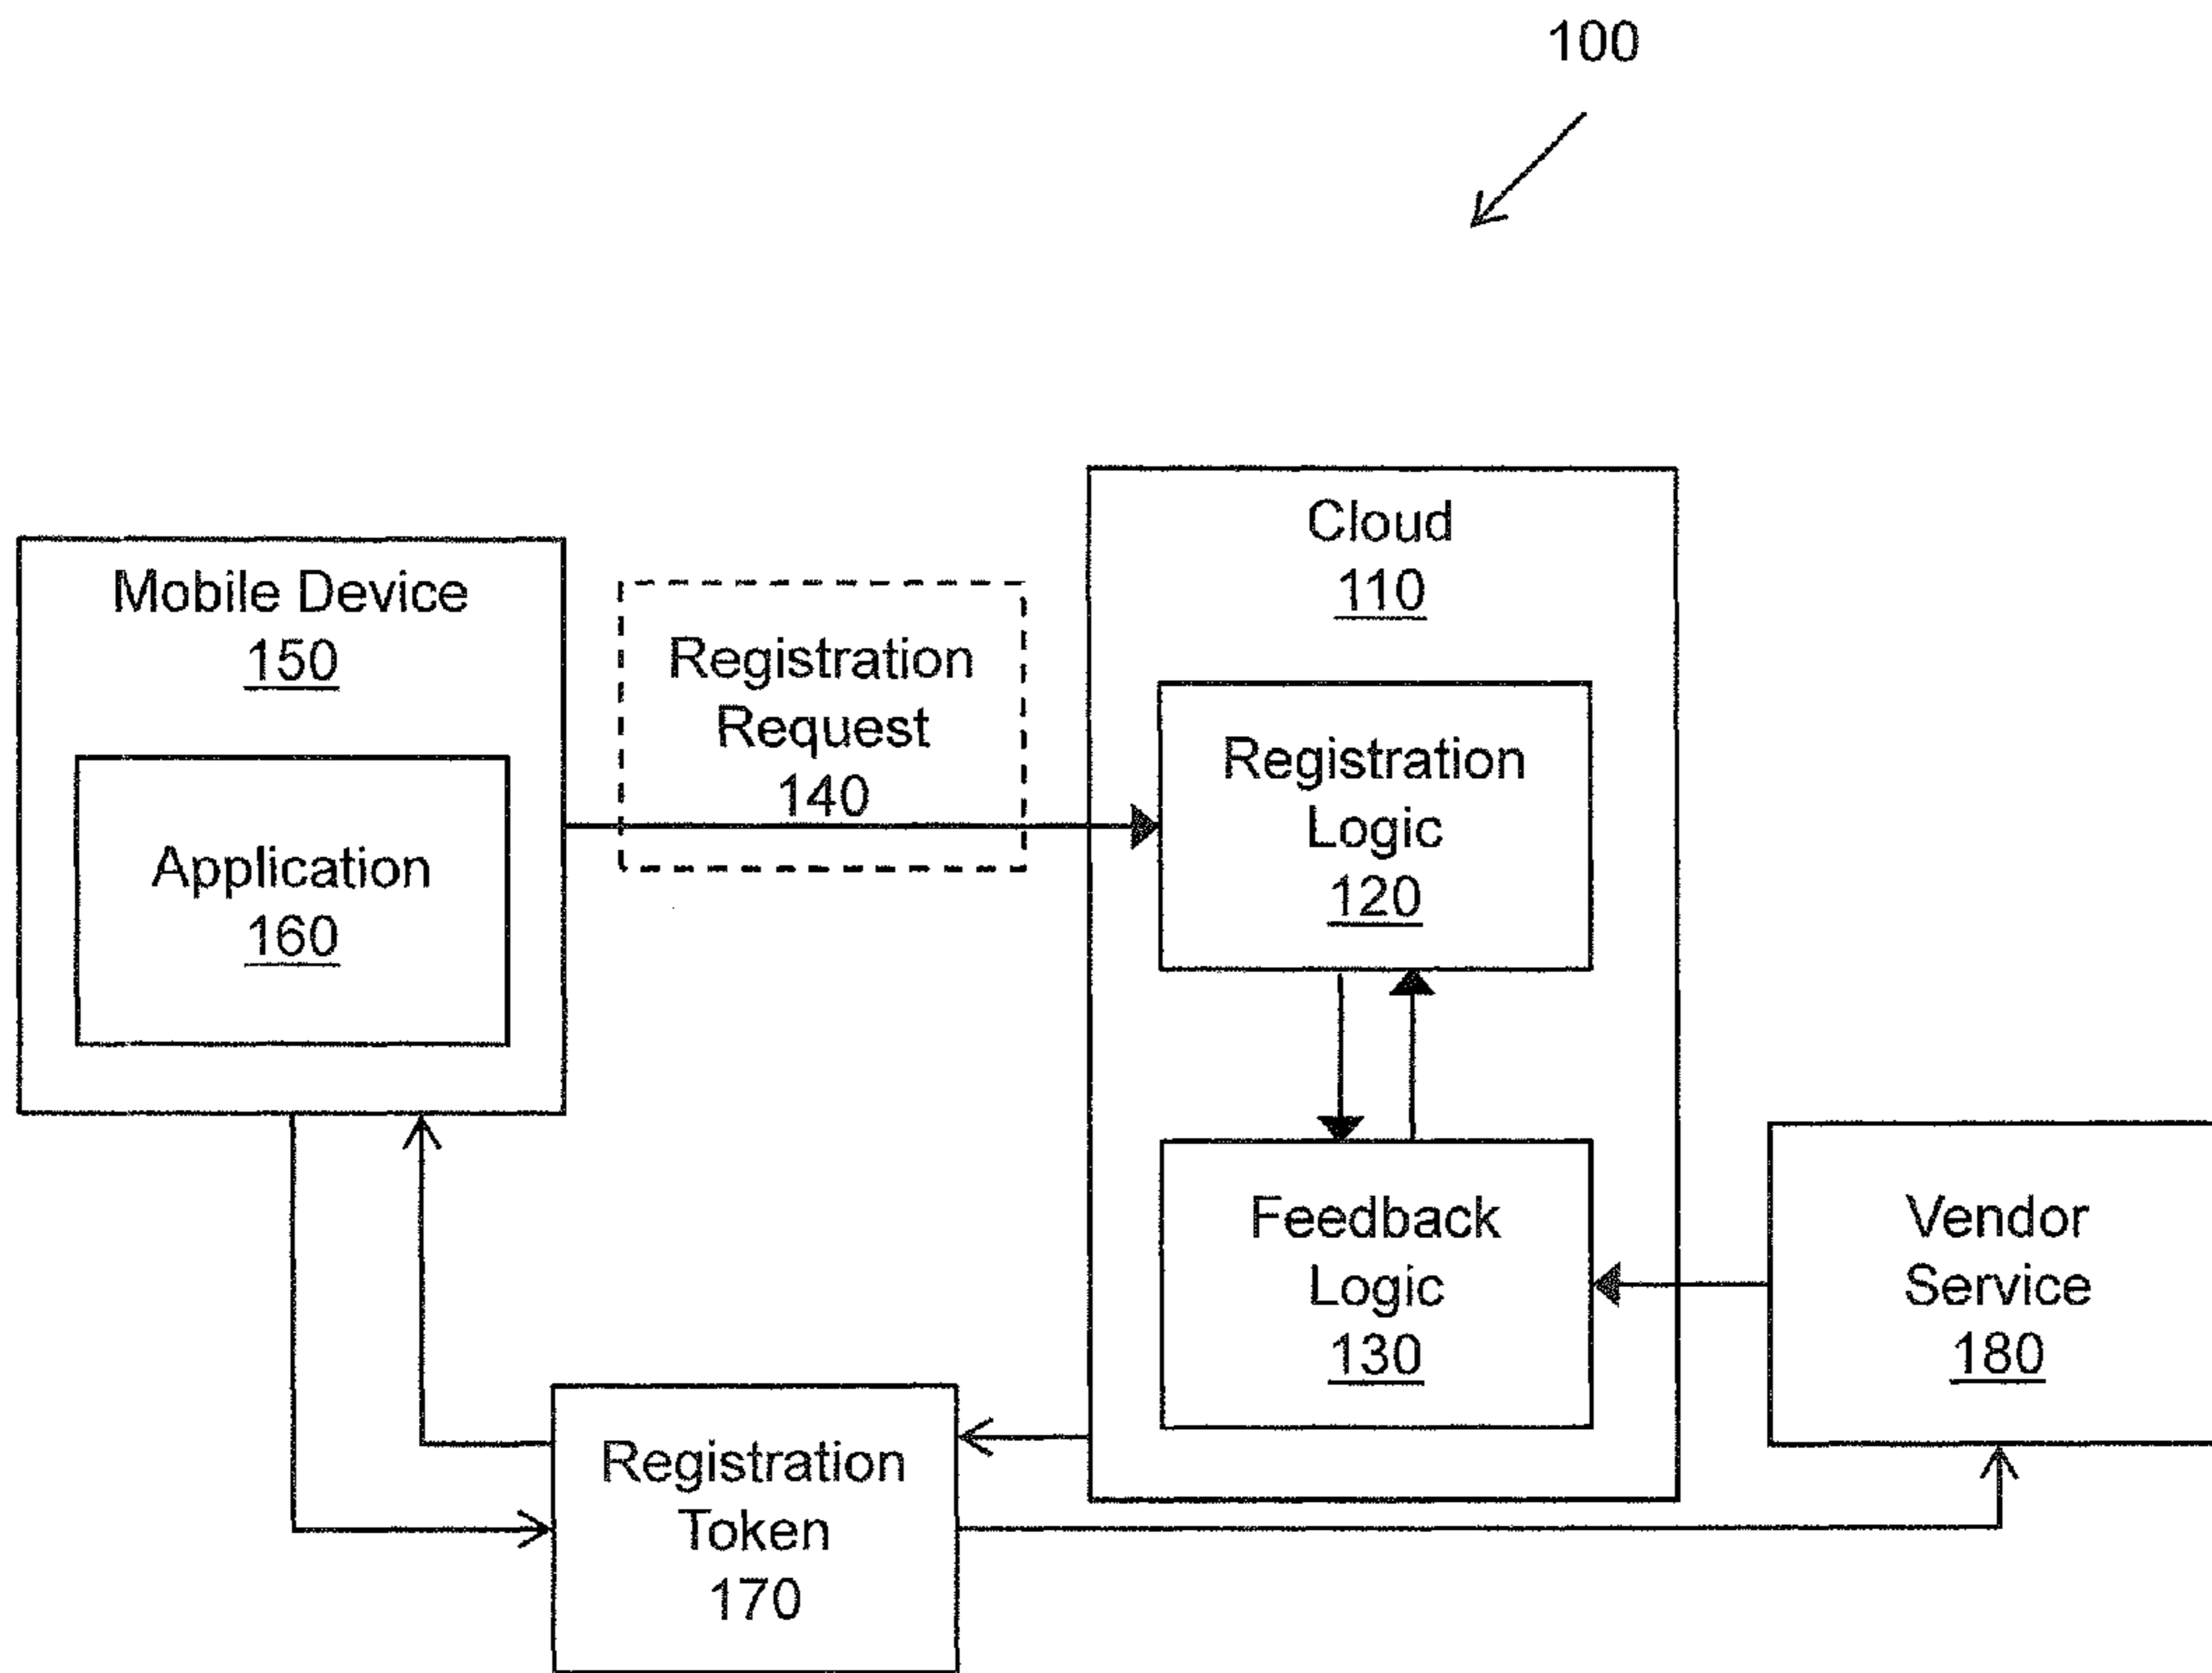 100
Cloud
110
Mobile Device
150
Registration
Request
140
Registration
Logic
120
Application
160
Feedback
Logic
130
Vendor
Service
180
Registration
Token
170